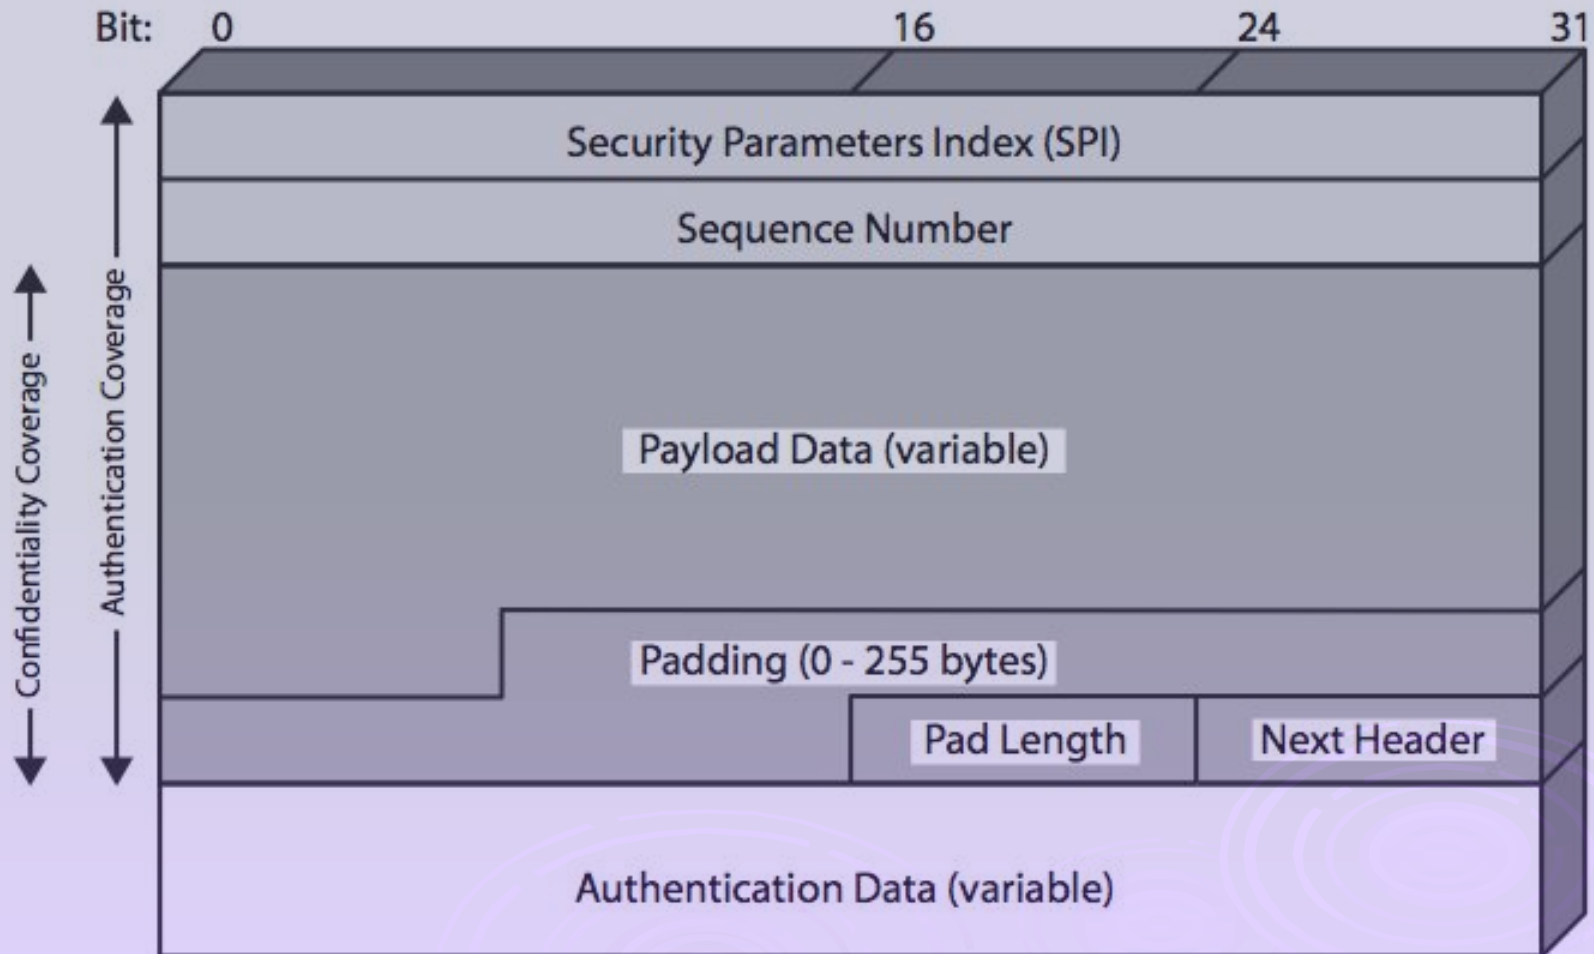 Bit: 0 16 24 31
Security Parameters Index (SPI)
Sequence Number
Confidentiality Coverage
Authentication Coverage
Payload Data (variable)
Padding (0 - 255 bytes)
Pad Length
Next Header
Authentication Data (variable)